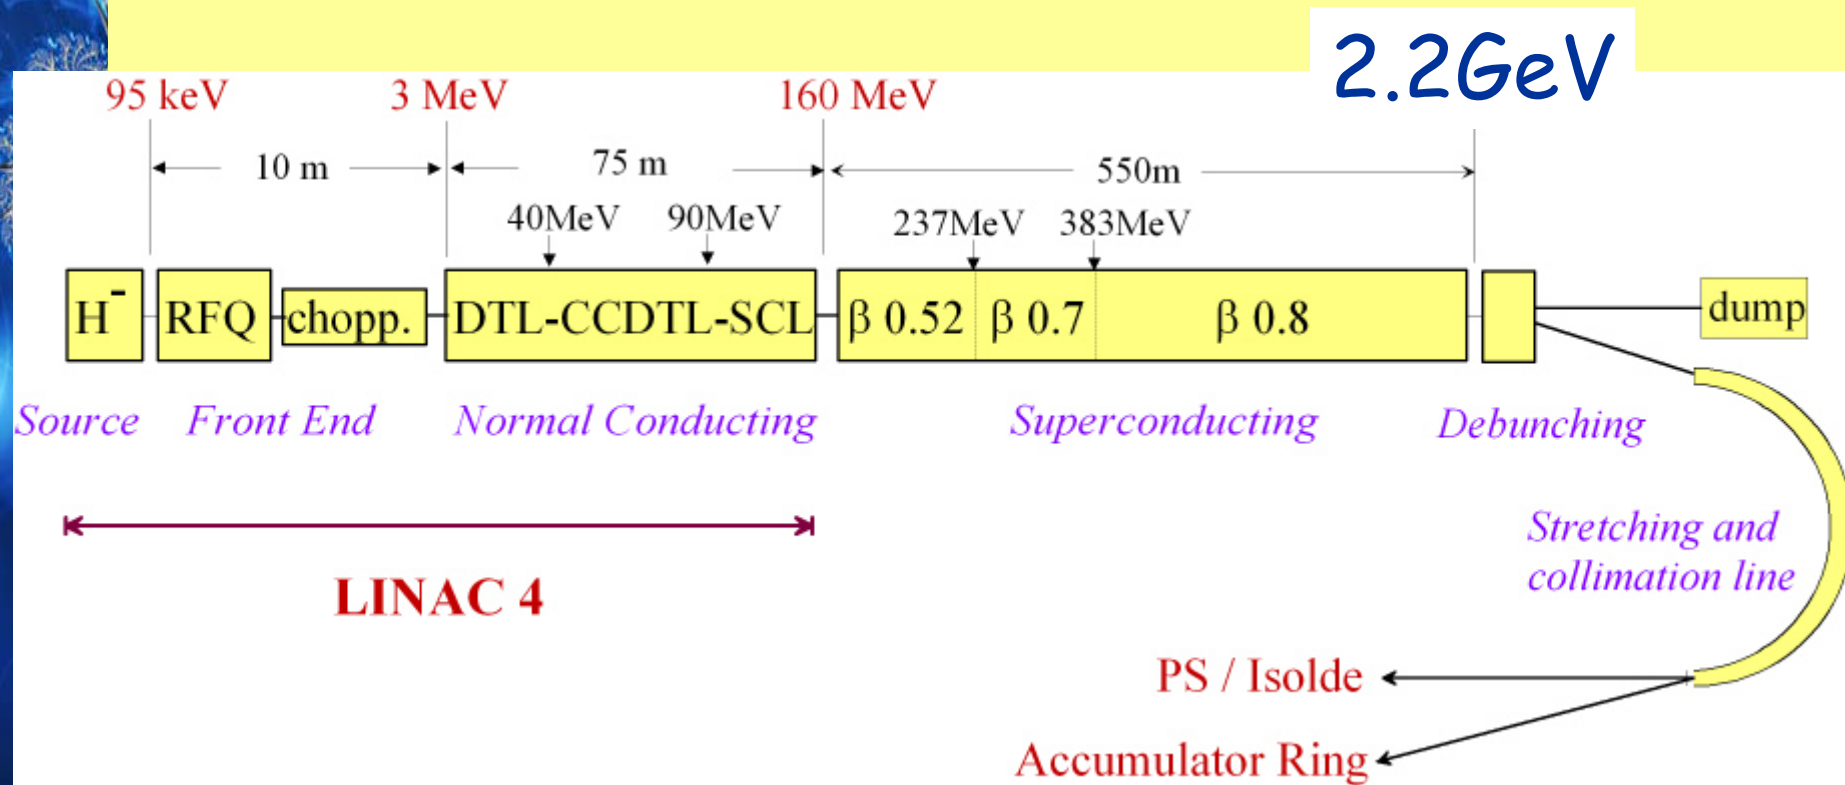 2.2GeV
95 keV 3 MeV 160 MeV
10 m 75 m 550m
40MeV 90MeV 237MeV 383MeV
H- RFQ chopp. DTL-CCDTL-SCL β 0.52 β 0.7 β 0.8 dump
Source Front End Normal Conducting Superconducting Debunching
Stretching and
collimation line
LINAC 4
PS / Isolde
Accumulator Ring